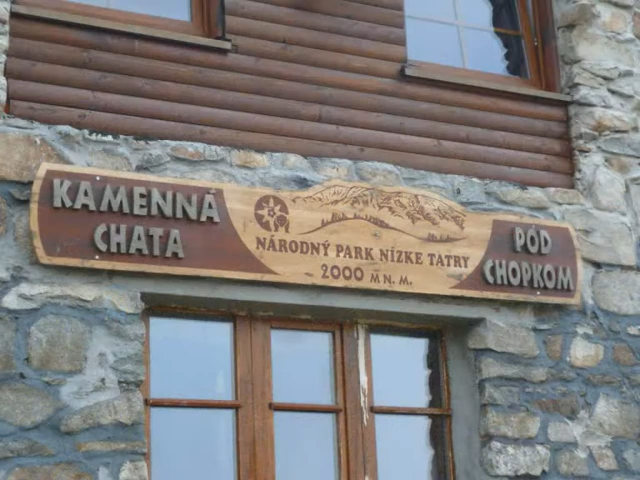 KAMENNÁ
CHATA
NÁRODNÝ PARK NÍZKE TATRY
2000 M N. M.
POD
CHOPKOM